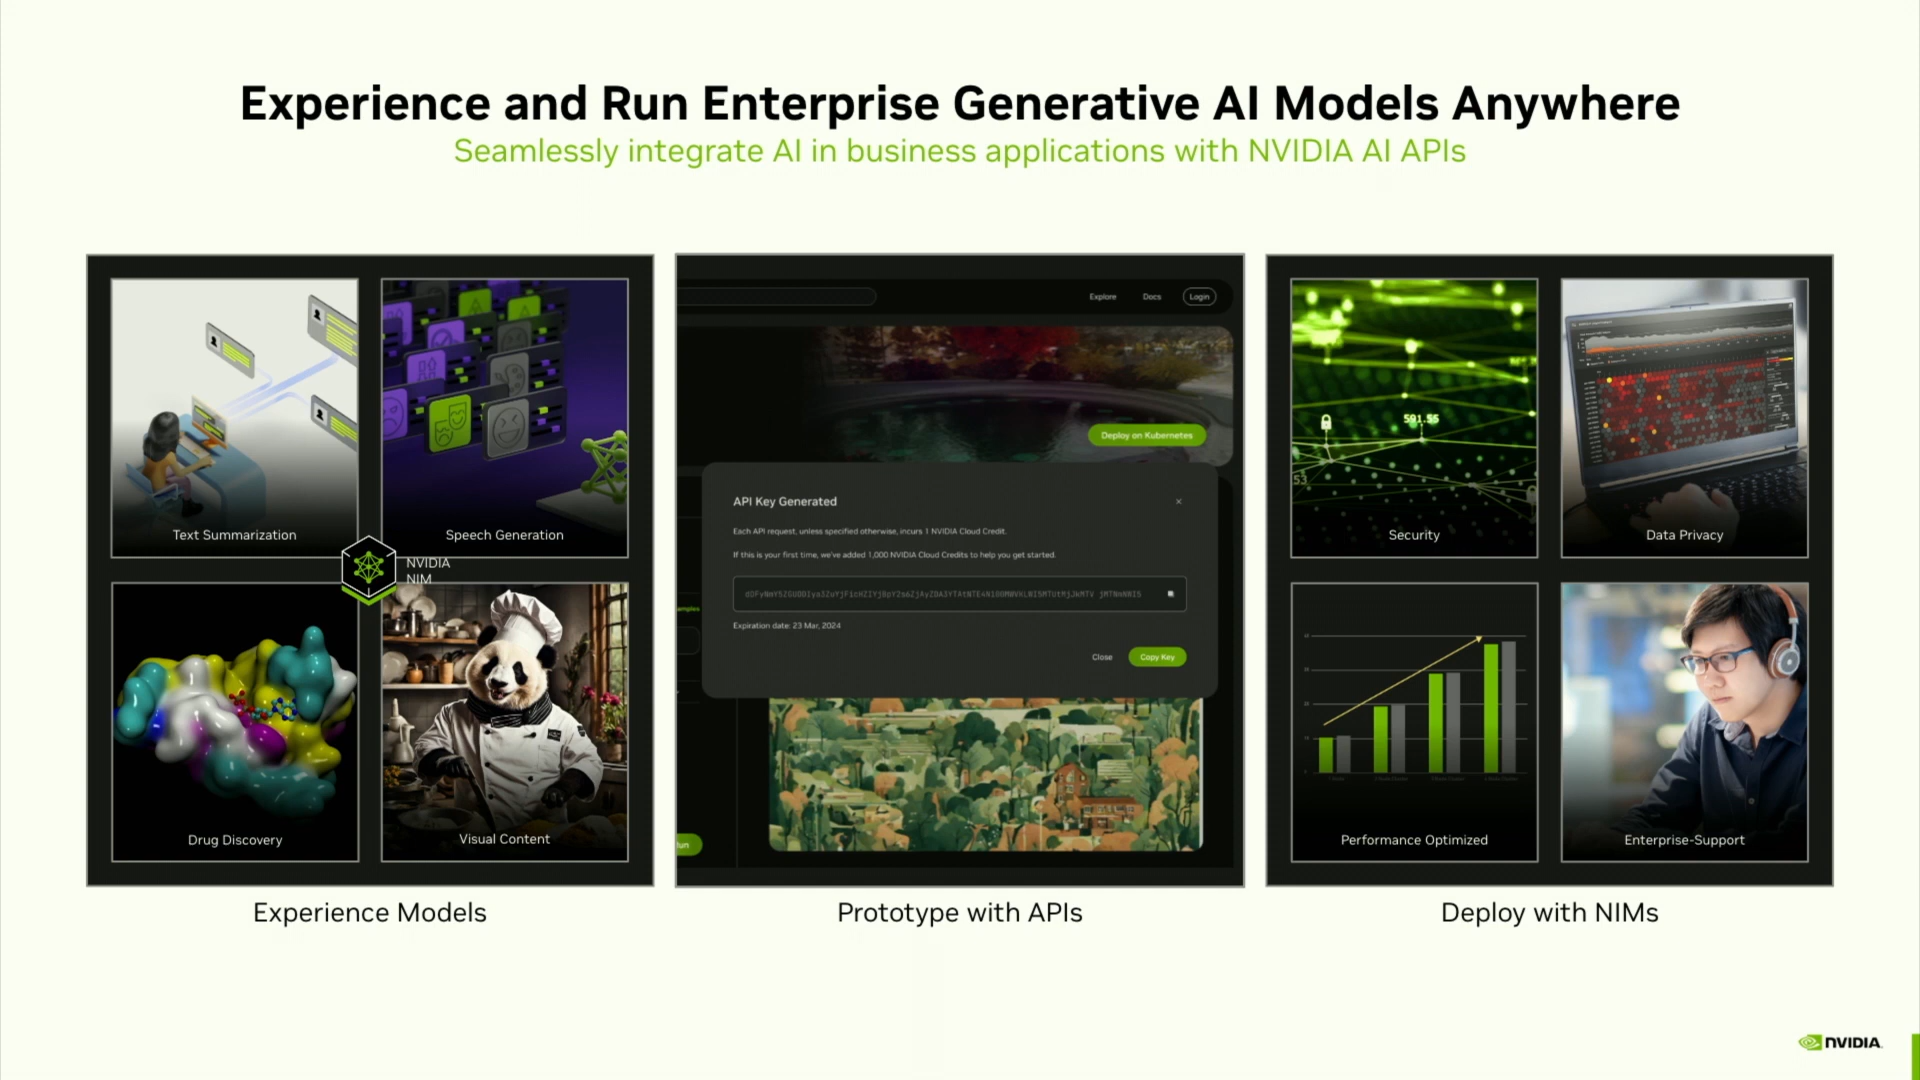 Experience and Run Enterprise Generative AI Models Anywhere
Seamlessly integrate AI in business applications with NVIDIA AI APIs
Text Summarization
Speech Generation
NVIDIA
NIM
Drug Discovery
Visual Content
Experience Models
Explore
Docs
Login
Deploy on Kubernetes
API Key Generated
Each API request, unless specified otherwise, incurs 1 NVIDIA Cloud Credit.
If this is your first time, we've added 1,000 NVIDIA Cloud Credits to help you get started.
Expiration date: 23 Mar, 2024
Close
Copy Key
Prototype with APIs
591.55
53
Security
Data Privacy
Performance Optimized
Enterprise-Support
Deploy with NIMs
NVIDIA